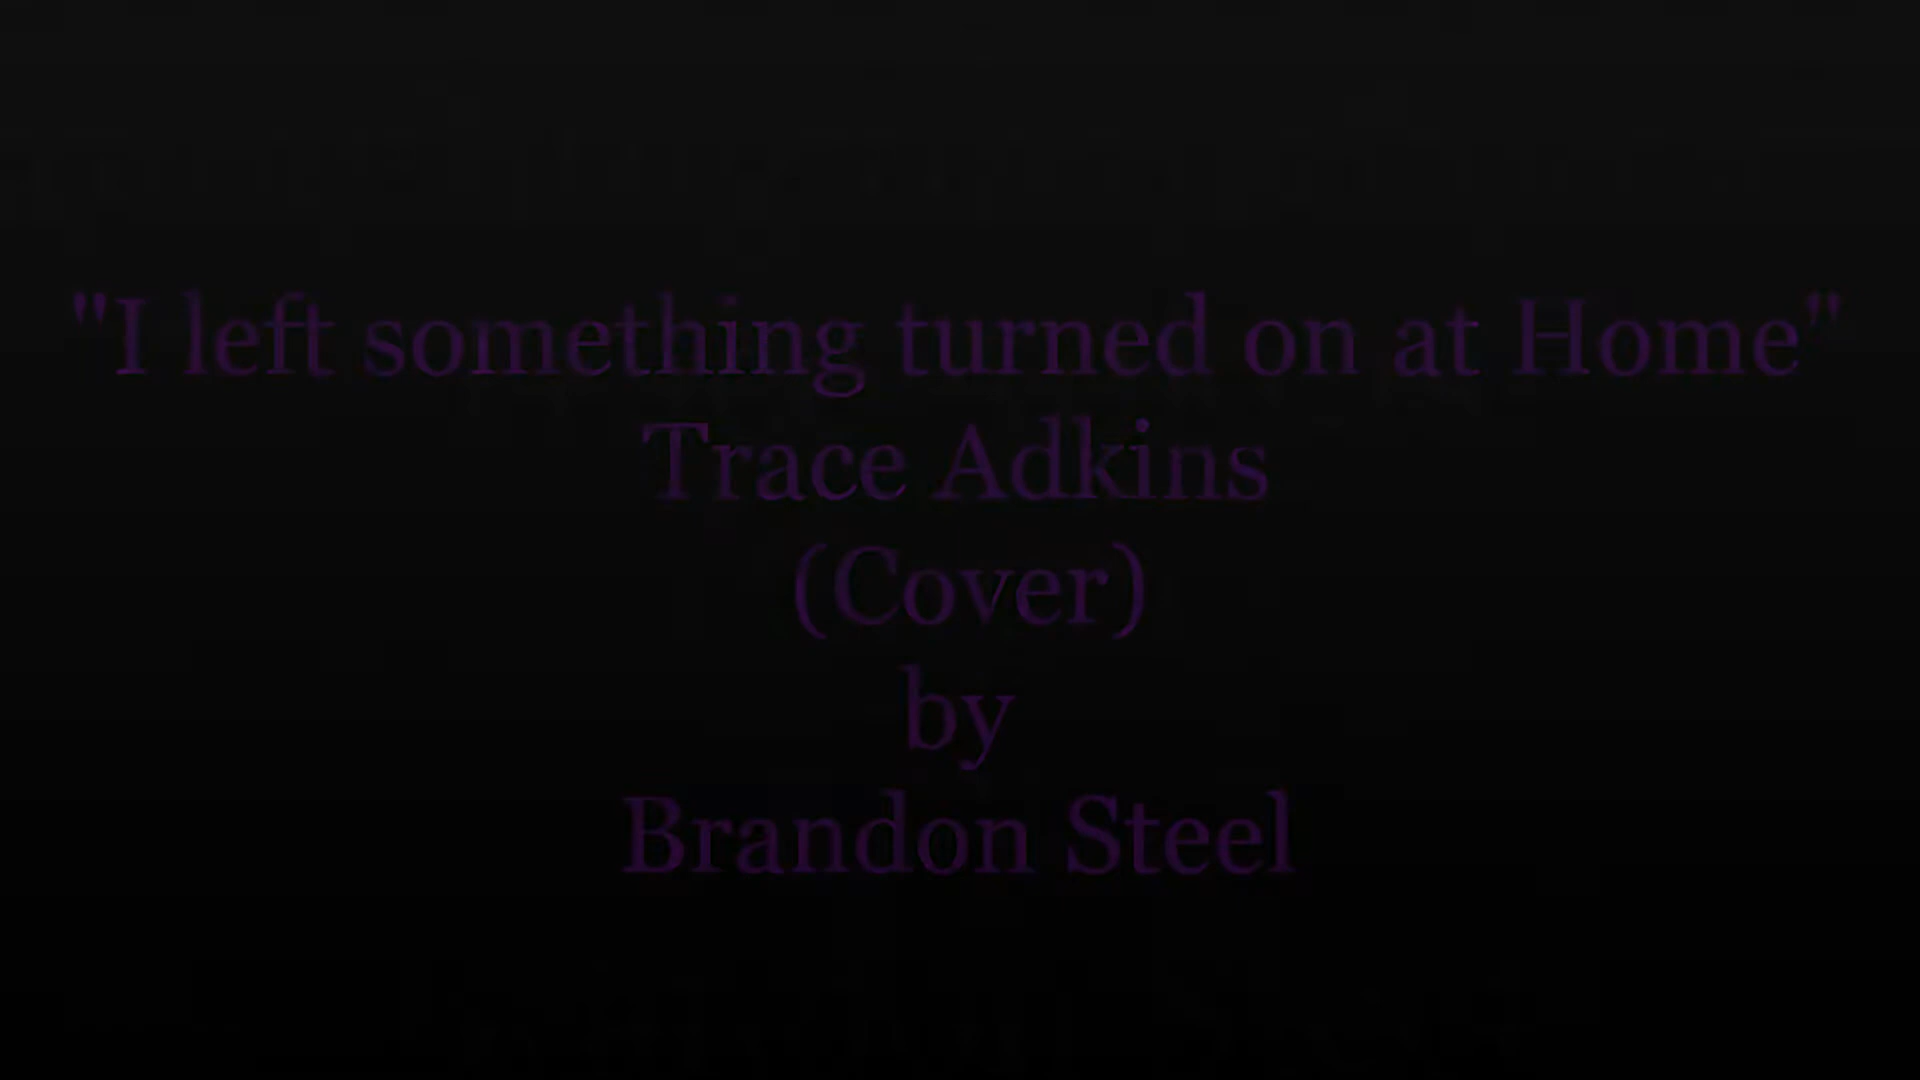 "I left something turned on at Home"
Trace Adkins
(Cover)
by
Brandon Steel